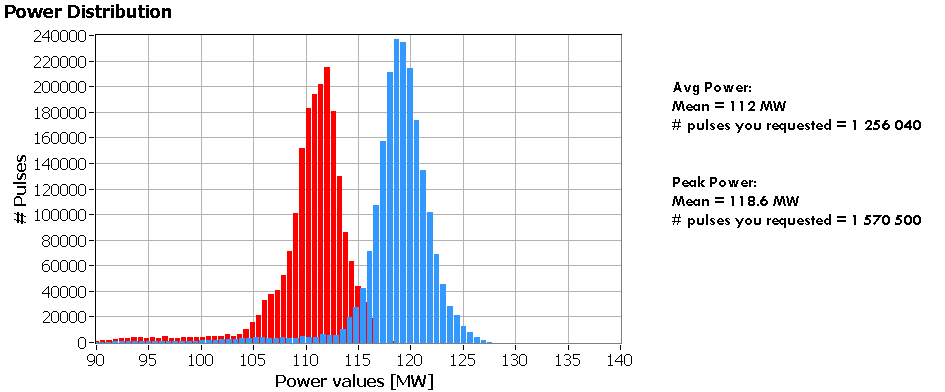 Power Distribution
240000
220000
200000
180000
160000
140000
120000
100000
80000
60000
40000
20000
0
# Pulses
90 95 100 105 110 115 120 125 130 135 140
Power values [MW]
Avg Power:
Mean = 112 MW
# pulses you requested = 1 256 040
Peak Power:
Mean = 118.6 MW
# pulses you requested = 1 570 500